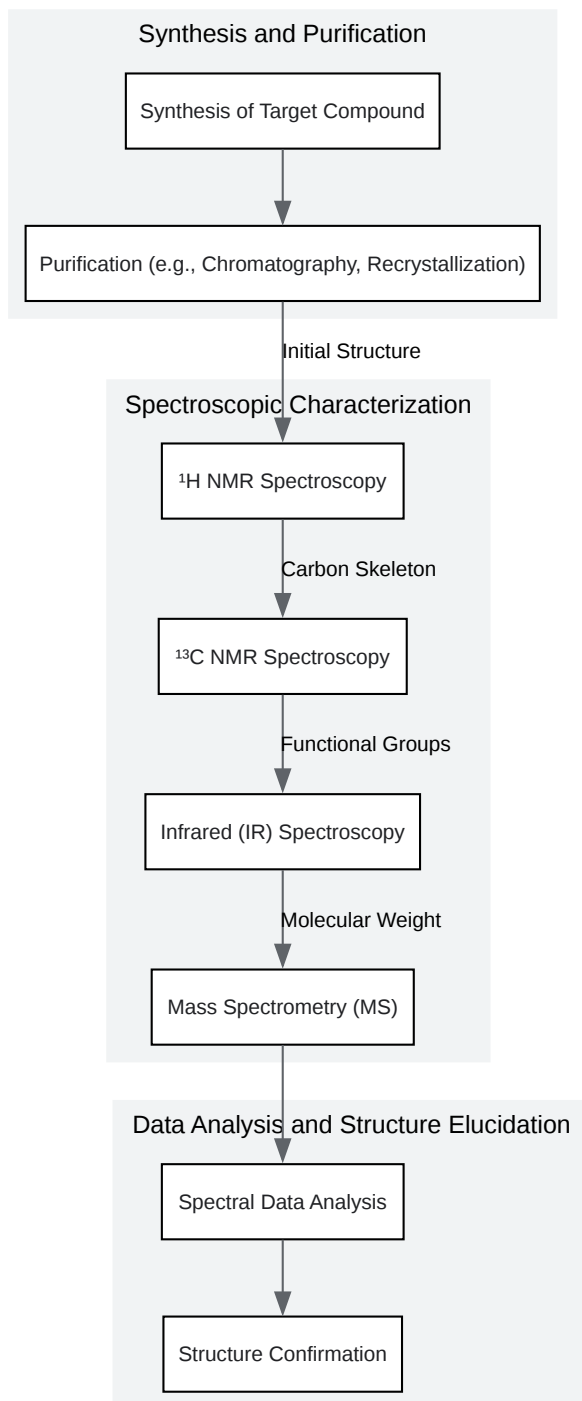 Synthesis and Purification
Synthesis of Target Compound
Purification (e.g., Chromatography, Recrystallization)
Initial Structure
Spectroscopic Characterization
¹H NMR Spectroscopy
Carbon Skeleton
¹³C NMR Spectroscopy
Functional Groups
Infrared (IR) Spectroscopy
Molecular Weight
Mass Spectrometry (MS)
Data Analysis and Structure Elucidation
Spectral Data Analysis
Structure Confirmation